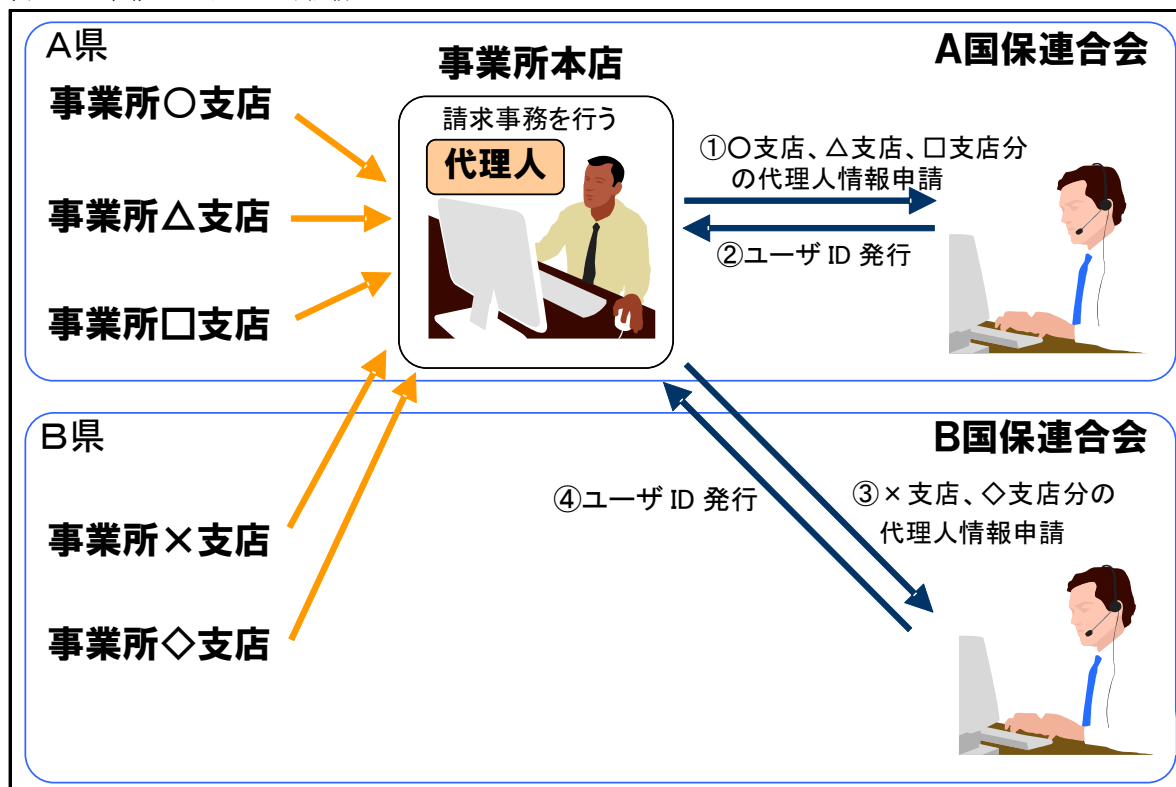 A県
事業所○支店
事業所△支店
事業所□支店
事業所本店
請求事務を行う
代理人
A国保連合会
①○支店、△支店、□支店分
の代理人情報申請
②ユーザ ID 発行
B県
事業所×支店
事業所◇支店
B国保連合会
④ユーザ ID 発行
③×支店、◇支店分の
代理人情報申請